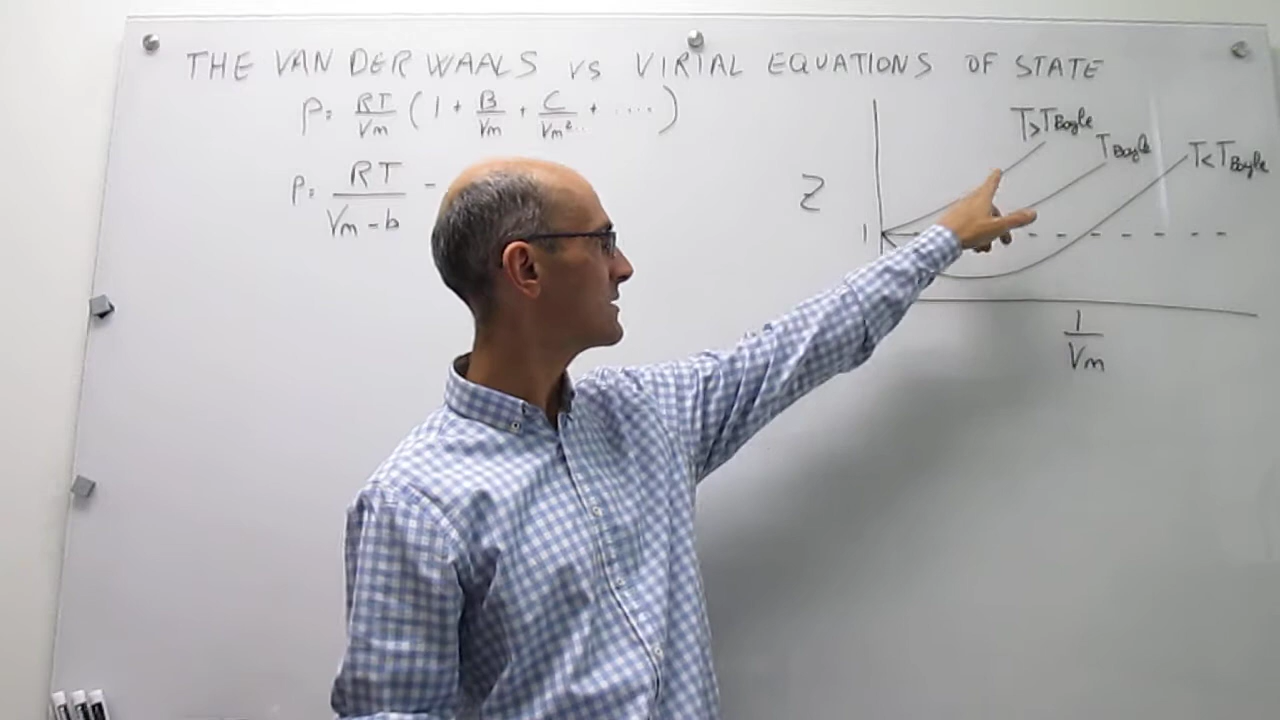 THE VAN DER WAALS vs VIRIAL EQUATIONS OF STATE
P = RT/Vm ( 1 + B/Vm + C/Vm² + .... )
P = RT/Vm-b -
T>TBoyle
TBoyle
T<TBoyle
Z
1
1/Vm